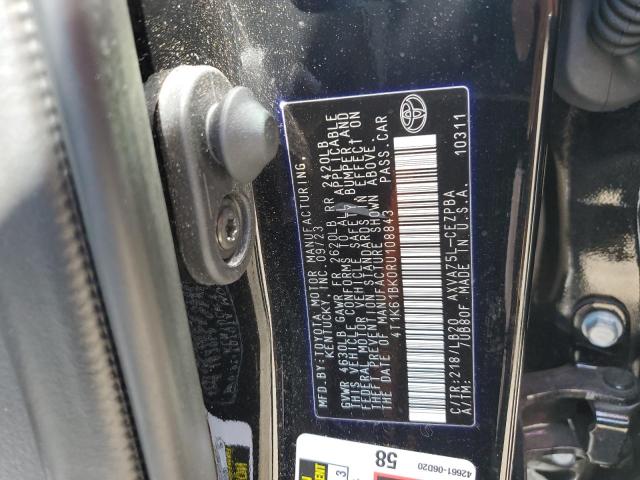 MFD.BY:TOYOTA MOTOR MANUFACTURING,
KENTUCKY, INC. 09/23
GVWR 4630LB GAWR FR 2620LB RR 2420LB
THIS VEHICLE CONFORMS TO ALL APPLICABLE
FEDERAL MOTOR VEHICLE SAFETY, BUMPER, AND
THEFT PREVENTION STANDARDS IN EFFECT ON
THE DATE OF MANUFACTURE SHOWN ABOVE.
4T1K61BK0RU108843 PASS.CAR
C/TR:218/LB20 AXVA75L-CEZPBA
A/TM: /UB80F MADE IN U.S.A. 10311
42661-06D20
58